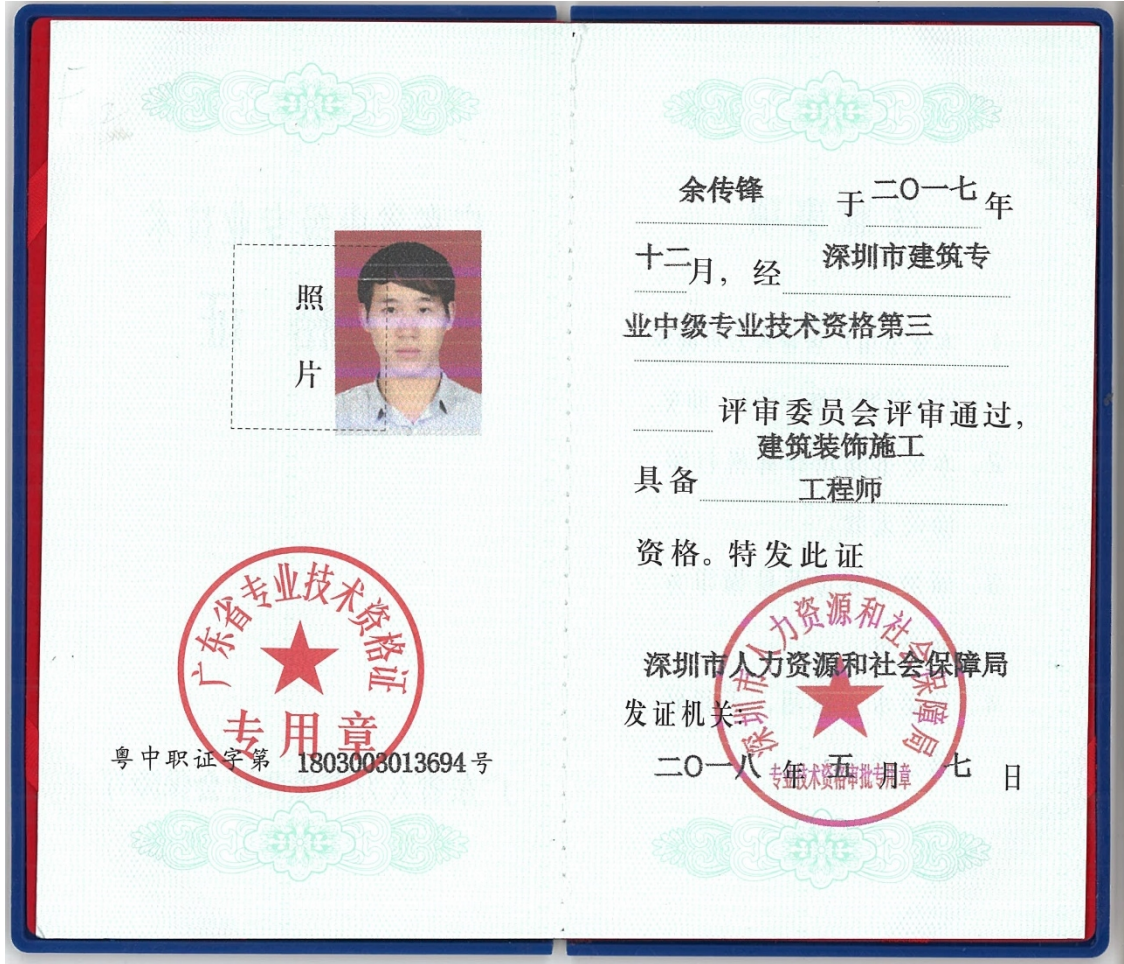 照
片
广东省专业技术资格证
专用章
粤中职证字第 1803003013694 号
余传锋 于 二〇一七 年
十二月，经 深圳市建筑专
业中级专业技术资格第三
评审委员会评审通过，
建筑装饰施工
具备 工程师
资格。特发此证
深圳市人力资源和社会保障局
深圳市人力资源和社会保障局
发证机关：
专业技术资格审批专用章
二〇一八 年 五 月 七 日